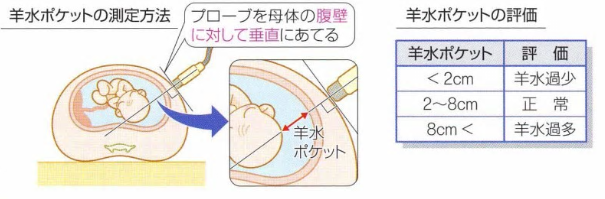 羊水ポケットの測定方法
プローブを母体の腹壁
に対して垂直にあてる
羊水
ポケット
羊水ポケットの評価
羊水ポケット 評 価
< 2cm 羊水過少
2~8cm 正 常
8cm < 羊水過多